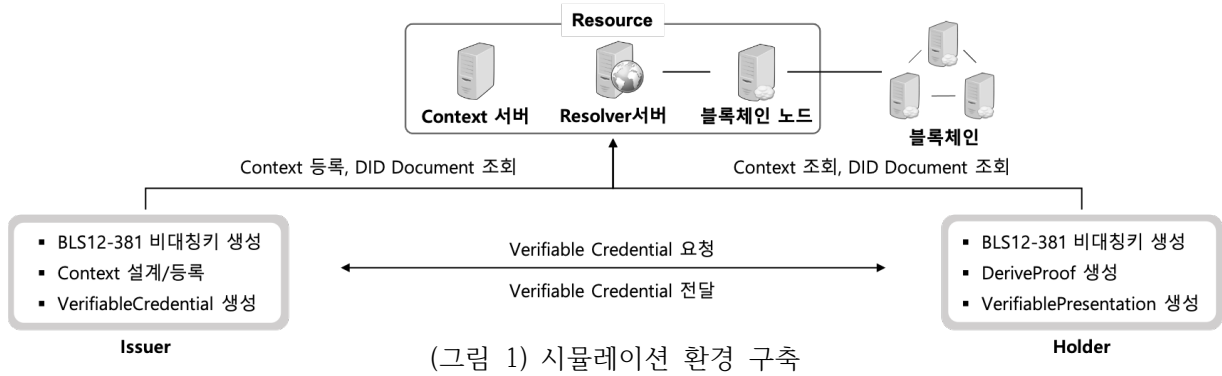 Resource
Context 서버
Resolver서버
블록체인 노드
블록체인
Context 등록, DID Document 조회
Context 조회, DID Document 조회
▪ BLS12-381 비대칭키 생성
▪ Context 설계/등록
▪ VerifiableCredential 생성
Issuer
Verifiable Credential 요청
Verifiable Credential 전달
▪ BLS12-381 비대칭키 생성
▪ DeriveProof 생성
▪ VerifiablePresentation 생성
Holder
(그림 1) 시뮬레이션 환경 구축